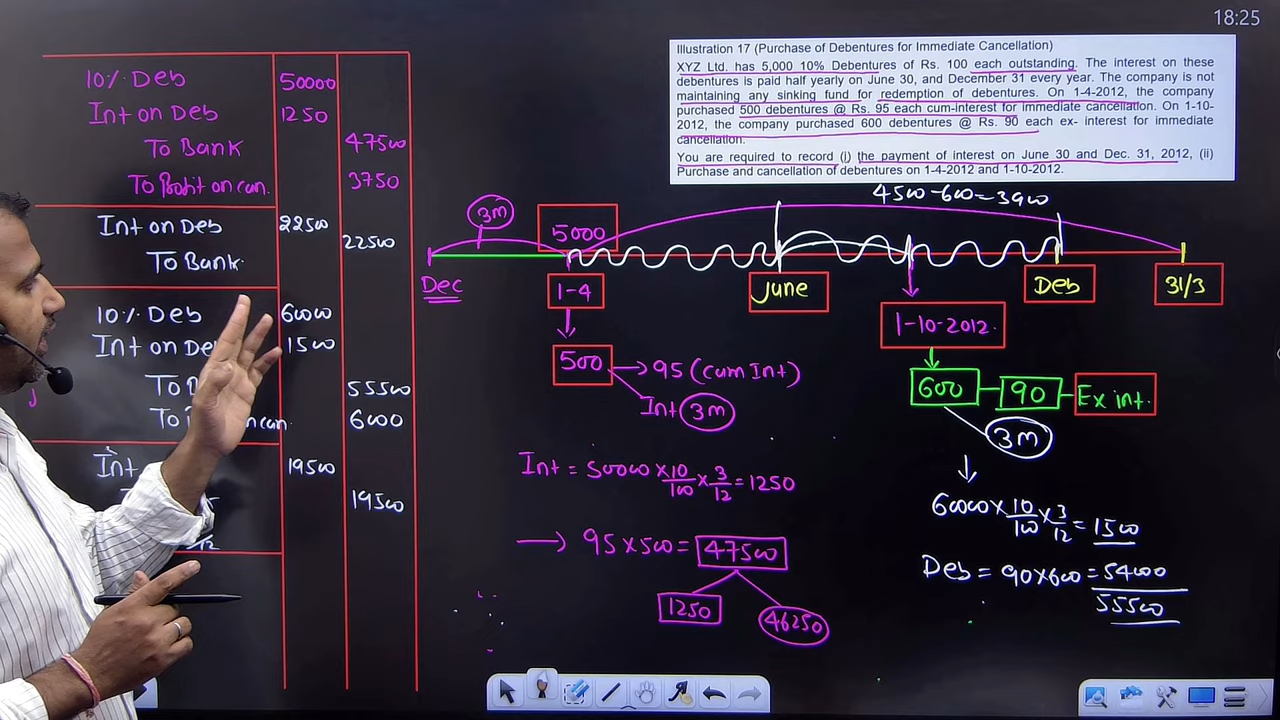 18:25
Illustration 17 (Purchase of Debentures for Immediate Cancellation)
XYZ Ltd. has 5,000 10% Debentures of Rs. 100 each outstanding. The interest on these
debentures is paid half yearly on June 30, and December 31 every year. The company is not
maintaining any sinking fund for redemption of debentures. On 1-4-2012, the company
purchased 500 debentures @ Rs. 95 each cum-interest for immediate cancellation. On 1-10-
2012, the company purchased 600 debentures @ Rs. 90 each ex- interest for immediate
cancellation.
You are required to record (i) the payment of interest on June 30 and Dec. 31, 2012, (ii)
Purchase and cancellation of debentures on 1-4-2012 and 1-10-2012.
10% Deb 50000
Int on Deb 1250
To Bank 47500
To Profit on can. 3750
Int on Deb 22500
To Bank 22500
10% Deb 60000
Int on De 1500
To 55500
To can. 6000
Int 19500
19500
4500-600=3900
3m
5000
Dec
1-4
June
Deb
31/3
500
95 (Cum Int)
Int 3m
1-10-2012.
600 - 90 - Ex int.
3m
Int = 50000 × 10/100 × 3/12 = 1250
95 × 500 = 47500
1250
46250
60000 × 10/100 × 3/12 = 1500
Deb = 90×600 = 54000
55500